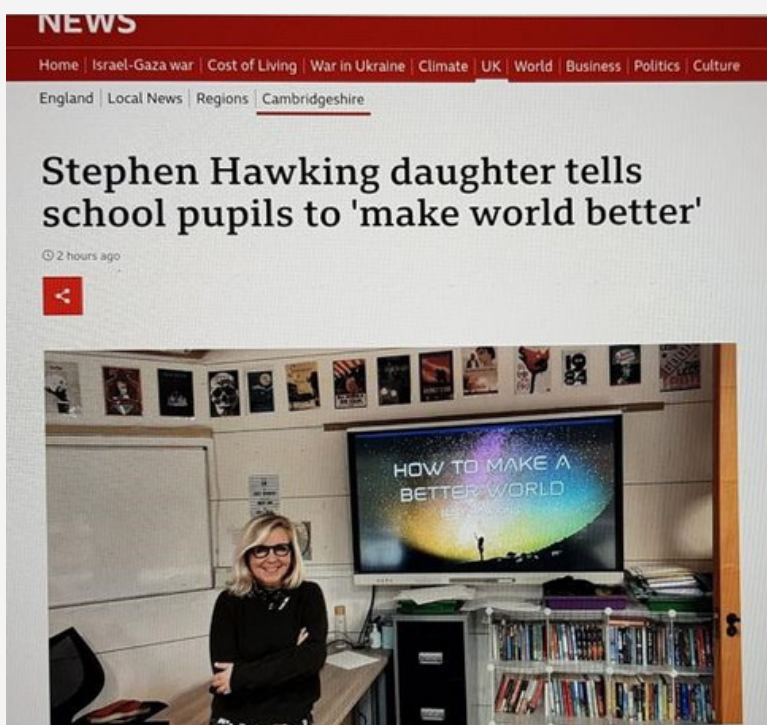 NEWS
Home Israel-Gaza war Cost of Living War in Ukraine Climate UK World Business Politics Culture
England Local News Regions Cambridgeshire
Stephen Hawking daughter tells
school pupils to 'make world better'
2 hours ago
HOW TO MAKE A
BETTER WORLD
19
84